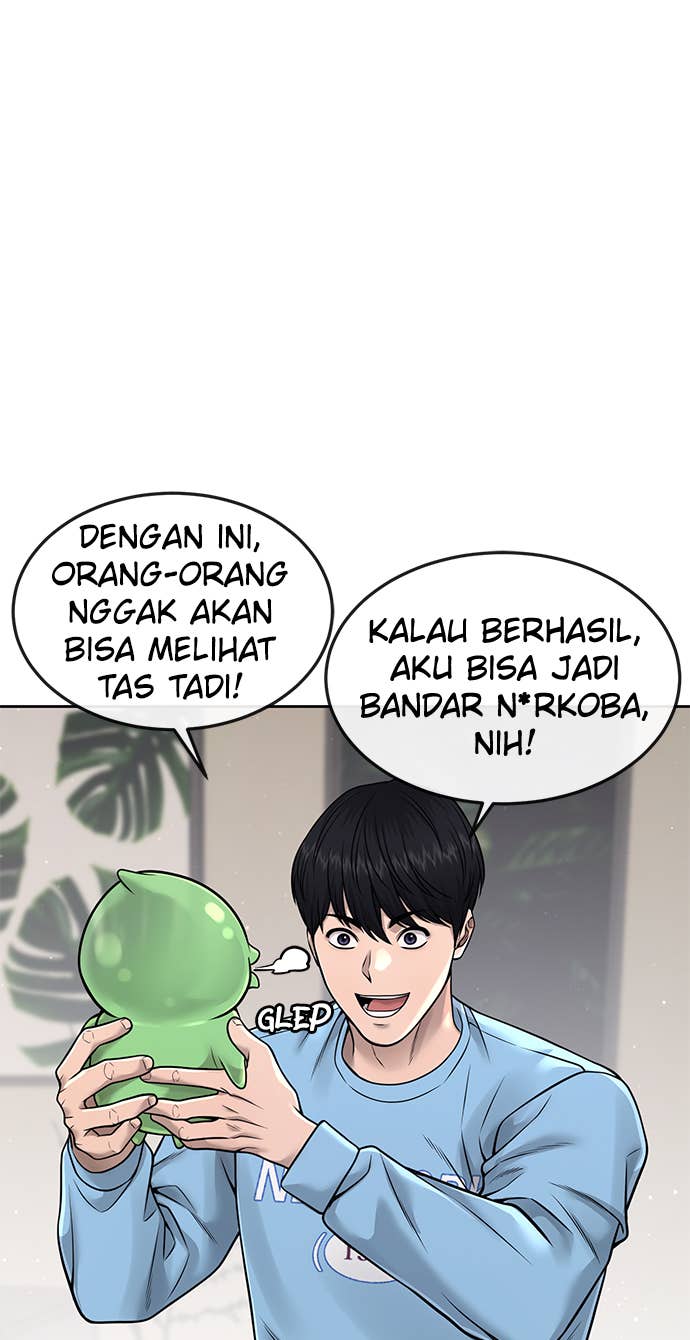 DENGAN INI,
ORANG-ORANG
NGGAK AKAN
BISA MELIHAT
TAS TADI!
KALAU BERHASIL,
AKU BISA JADI
BANDAR N*RKOBA,
NIH!
GLEP